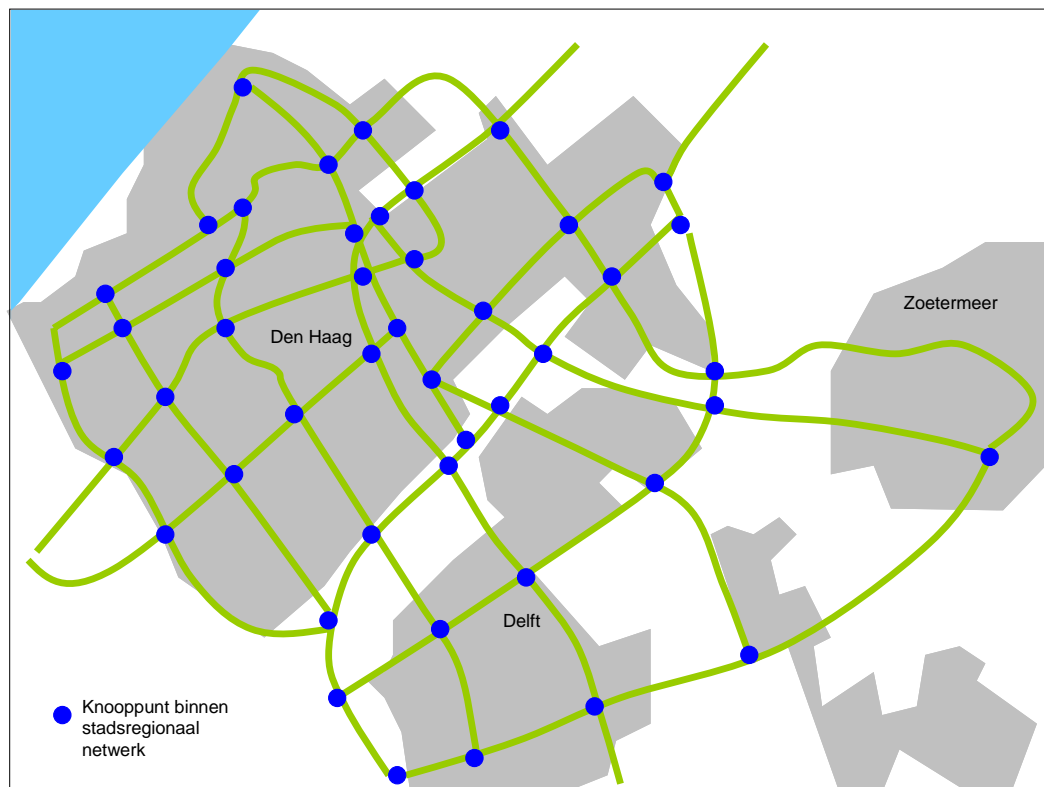 Zoetermeer
Den Haag
Delft
Knooppunt binnen
stadsregionaal
netwerk